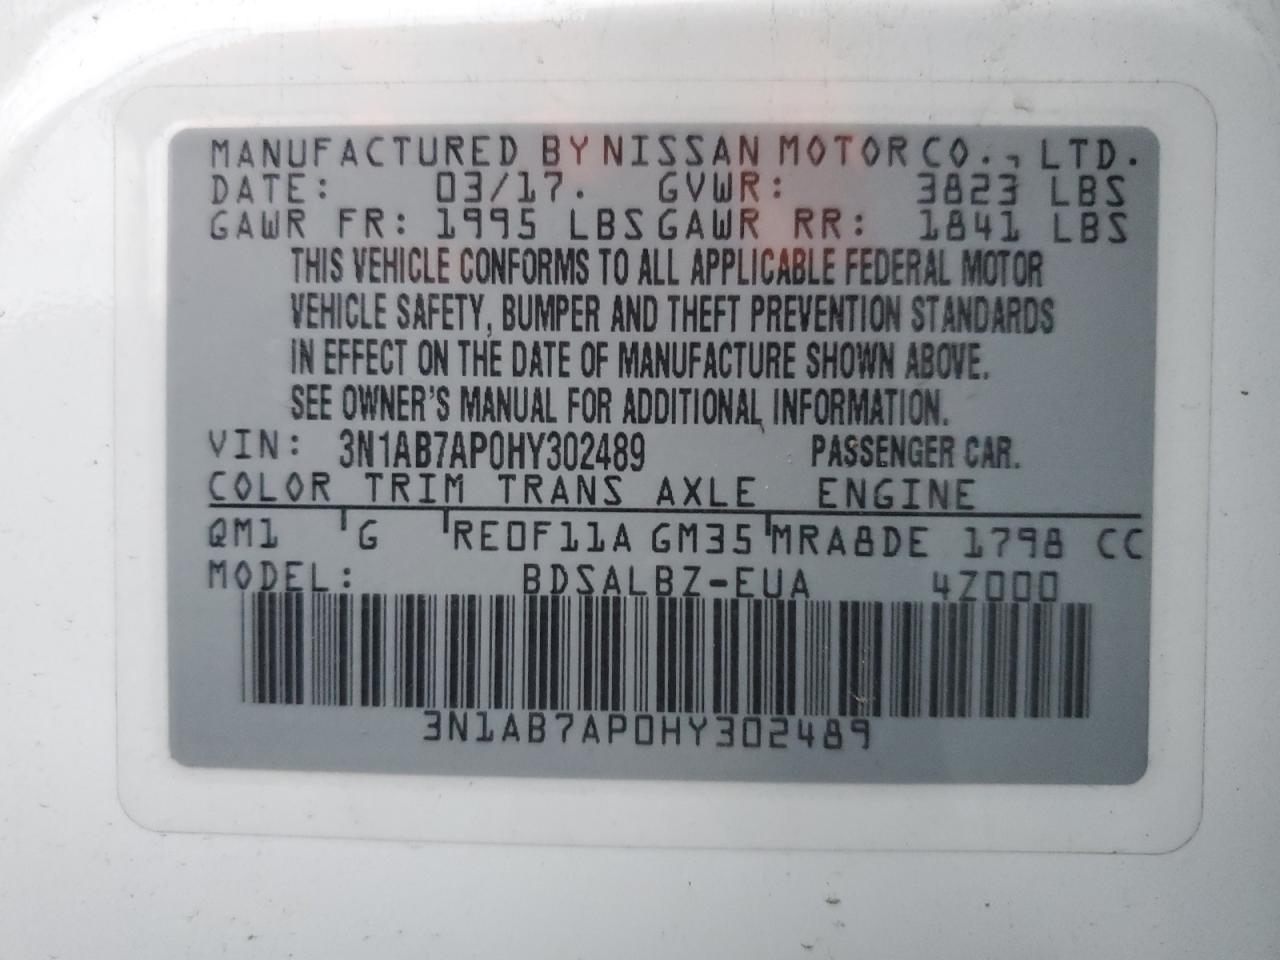 MANUFACTURED BY NISSAN MOTOR CO., LTD.
DATE: 03/17. GVWR: 3823 LBS
GAWR FR: 1995 LBS GAWR RR: 1841 LBS
THIS VEHICLE CONFORMS TO ALL APPLICABLE FEDERAL MOTOR
VEHICLE SAFETY, BUMPER AND THEFT PREVENTION STANDARDS
IN EFFECT ON THE DATE OF MANUFACTURE SHOWN ABOVE.
SEE OWNER'S MANUAL FOR ADDITIONAL INFORMATION.
VIN: 3N1AB7AP0HY302489 PASSENGER CAR.
COLOR TRIM TRANS AXLE ENGINE
QM1 G RE0F11A GM35 MRA8DE 1798 CC
MODEL: BDSALBZ-EUA 4Z000
3N1AB7AP0HY302489